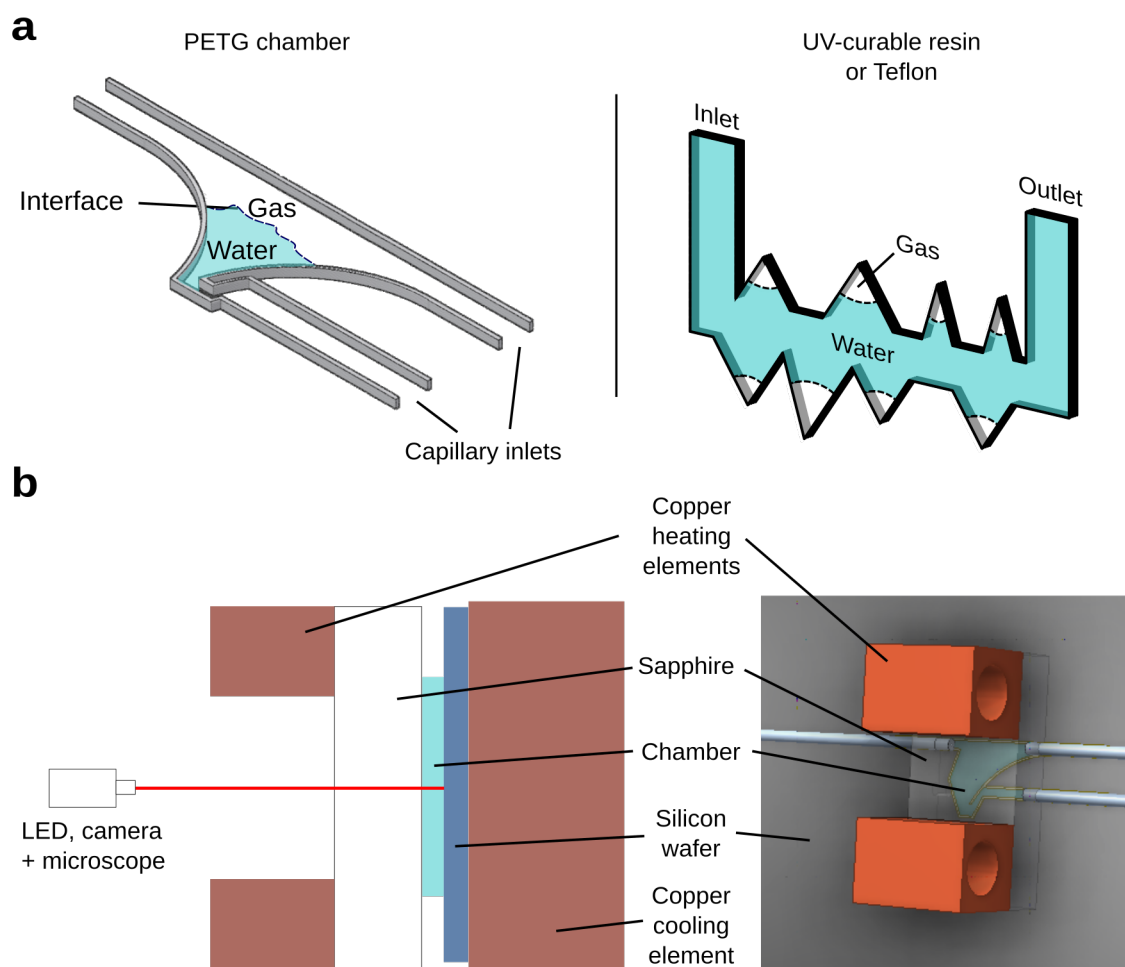 a
PETG chamber
UV-curable resin
or Teflon
Inlet
Outlet
Interface
Gas
Water
Gas
Water
Capillary inlets
b
Copper
heating
elements
Sapphire
Chamber
LED, camera
+ microscope
Silicon
wafer
Copper
cooling
element